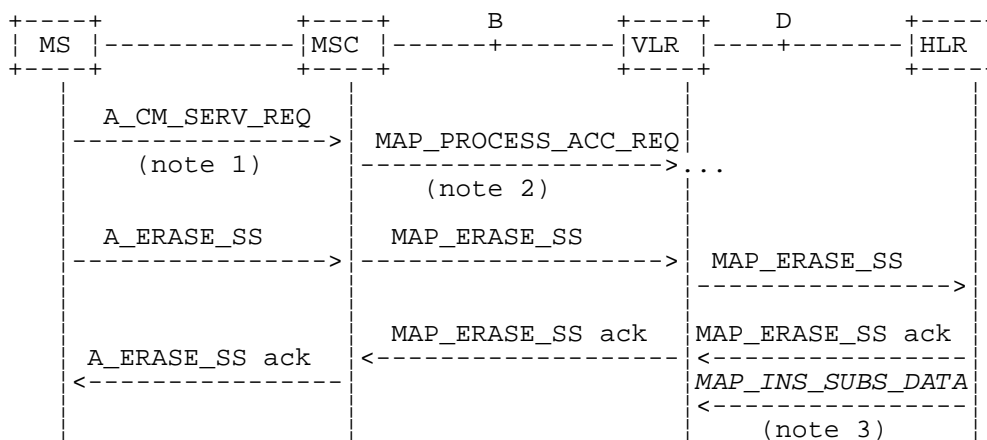 B D
MS MSC VLR HLR
A_CM_SERV_REQ
MAP_PROCESS_ACC_REQ
(note 1) ...
(note 2)
A_ERASE_SS MAP_ERASE_SS
MAP_ERASE_SS
MAP_ERASE_SS ack MAP_ERASE_SS ack
A_ERASE_SS ack
MAP_INS_SUBS_DATA
(note 3)